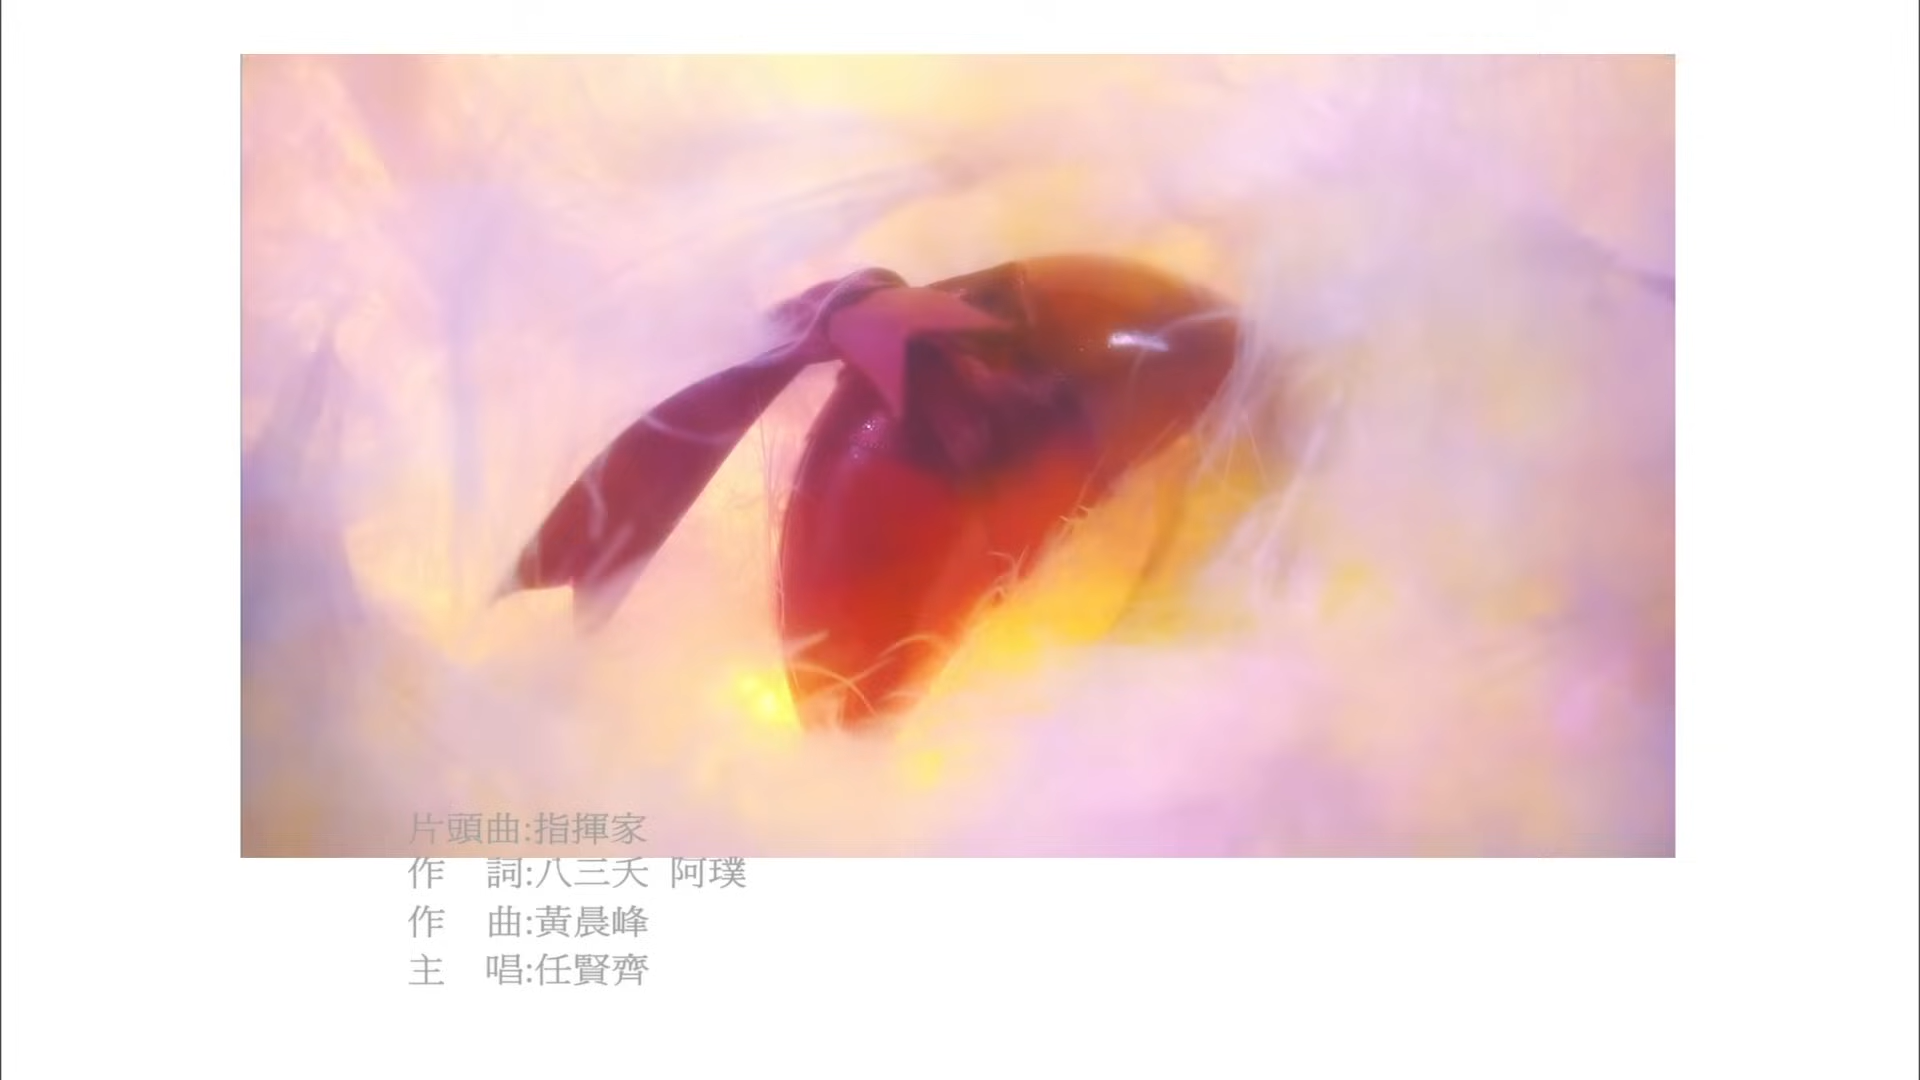 片頭曲:指揮家
作　詞:八三夭 阿璞
作　曲:黃晨峰
主　唱:任賢齊